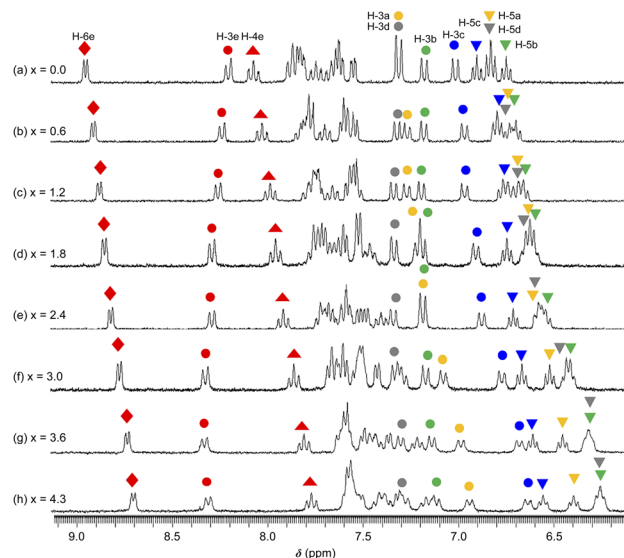 H-6e
H-3e H-4e
H-3a
H-3d
H-3b
H-3c
H-5c
H-5a
H-5d
H-5b
(a) x = 0.0
(b) x = 0.6
(c) x = 1.2
(d) x = 1.8
(e) x = 2.4
(f) x = 3.0
(g) x = 3.6
(h) x = 4.3
9.0 8.5 8.0 7.5 7.0 6.5
δ (ppm)